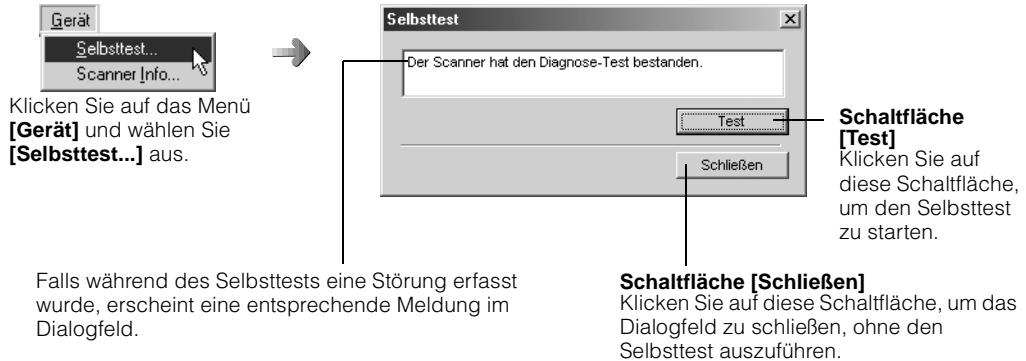 Gerät
Selbsttest...
Scanner Info...
Klicken Sie auf das Menü
[Gerät] und wählen Sie
[Selbsttest...] aus.
Selbsttest
Der Scanner hat den Diagnose-Test bestanden.
Test
Schließen
Schaltfläche
[Test]
Klicken Sie auf
diese Schaltfläche,
um den Selbsttest
zu starten.
Falls während des Selbsttests eine Störung erfasst
wurde, erscheint eine entsprechende Meldung im
Dialogfeld.
Schaltfläche [Schließen]
Klicken Sie auf diese Schaltfläche, um das
Dialogfeld zu schließen, ohne den
Selbsttest auszuführen.